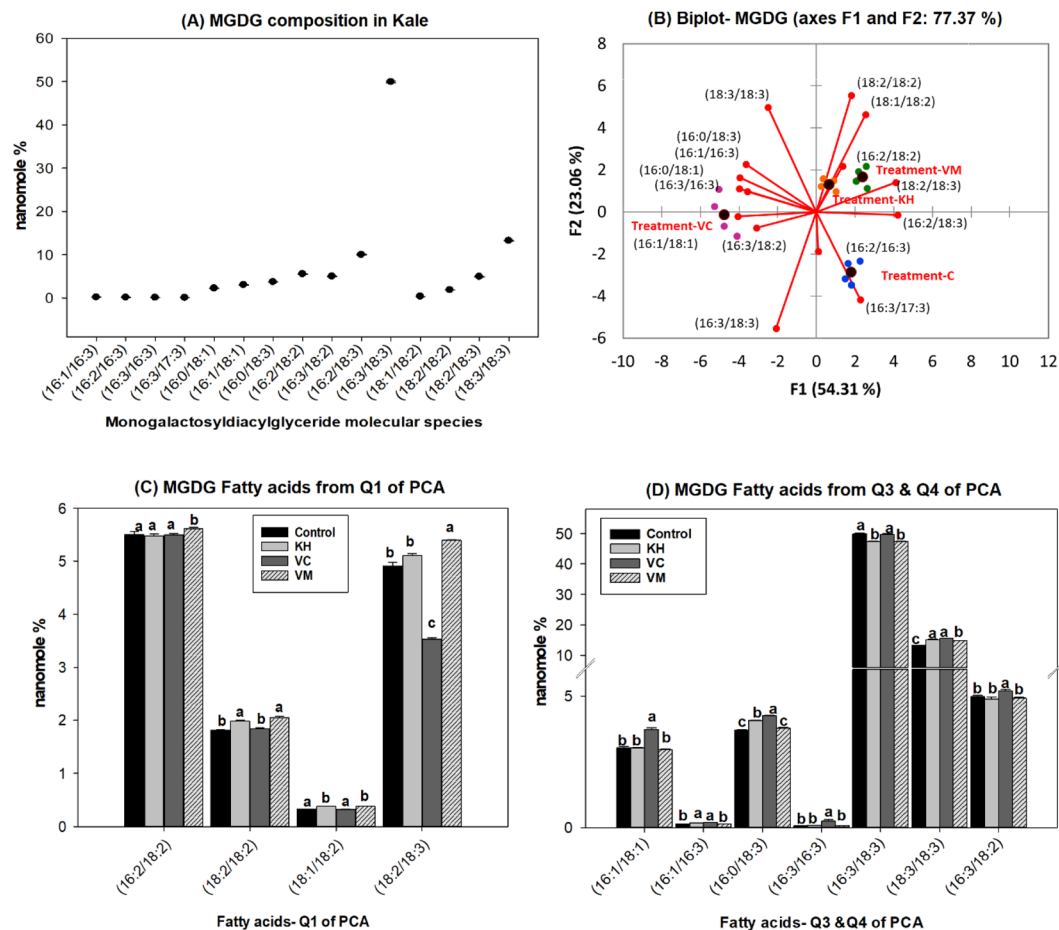 (A) MGDG composition in Kale
nanomole %
60
50
40
30
20
10
0
(16:1/16:3)
(16:2/16:3)
(16:3/16:3)
(16:3/17:3)
(16:0/18:1)
(16:1/18:1)
(16:0/18:3)
(16:2/18:2)
(16:3/18:2)
(16:2/18:3)
(16:3/18:3)
(18:1/18:2)
(18:2/18:2)
(18:2/18:3)
(18:3/18:3)
Monogalactosyldiacylglyceride molecular species
(B) Biplot- MGDG (axes F1 and F2: 77.37 %)
F2 (23.06 %)
8
6
4
2
0
-2
-4
-6
(18:2/18:2)
(18:3/18:3)
(18:1/18:2)
(16:0/18:3)
(16:1/16:3)
(16:2/18:2)
(16:0/18:1)
Treatment-VM
(16:3/16:3)
(18:2/18:3)
Treatment-KH
Treatment-VC
(16:2/18:3)
(16:1/18:1)
(16:3/18:2)
(16:2/16:3)
Treatment-C
(16:3/17:3)
(16:3/18:3)
-10 -8 -6 -4 -2 0 2 4 6 8 10 12
F1 (54.31 %)
(C) MGDG Fatty acids from Q1 of PCA
nanomole %
6
5
4
3
2
1
0
Control
KH
VC
VM
a a a b
b a b a
a b a b
b b c a
(16:2/18:2)
(18:2/18:2)
(18:1/18:2)
(18:2/18:3)
Fatty acids- Q1 of PCA
(D) MGDG Fatty acids from Q3 & Q4 of PCA
nanomole %
50
40
30
20
10
5
0
Control
KH
VC
VM
b b a b
b a a b
c b a c
b b a b
a b a b
c a a b
b b a b
(16:1/18:1)
(16:1/16:3)
(16:0/18:3)
(16:3/16:3)
(16:3/18:3)
(18:3/18:3)
(16:3/18:2)
Fatty acids- Q3 &Q4 of PCA